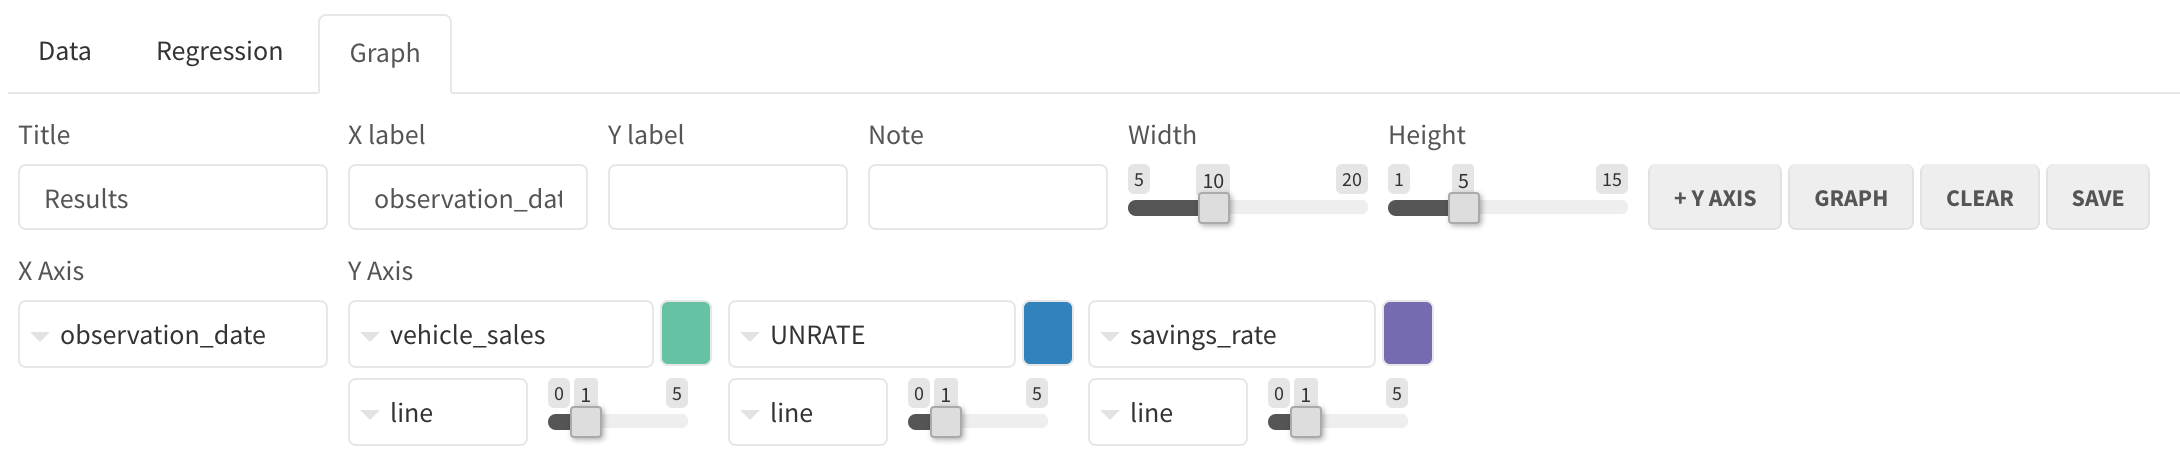 Data Regression Graph
Title X label Y label Note Width Height
5 10 20 1 5 15
Results observation_dat + Y AXIS GRAPH CLEAR SAVE
X Axis Y Axis
observation_date vehicle_sales UNRATE savings_rate
0 1 5 0 1 5 0 1 5
line line line